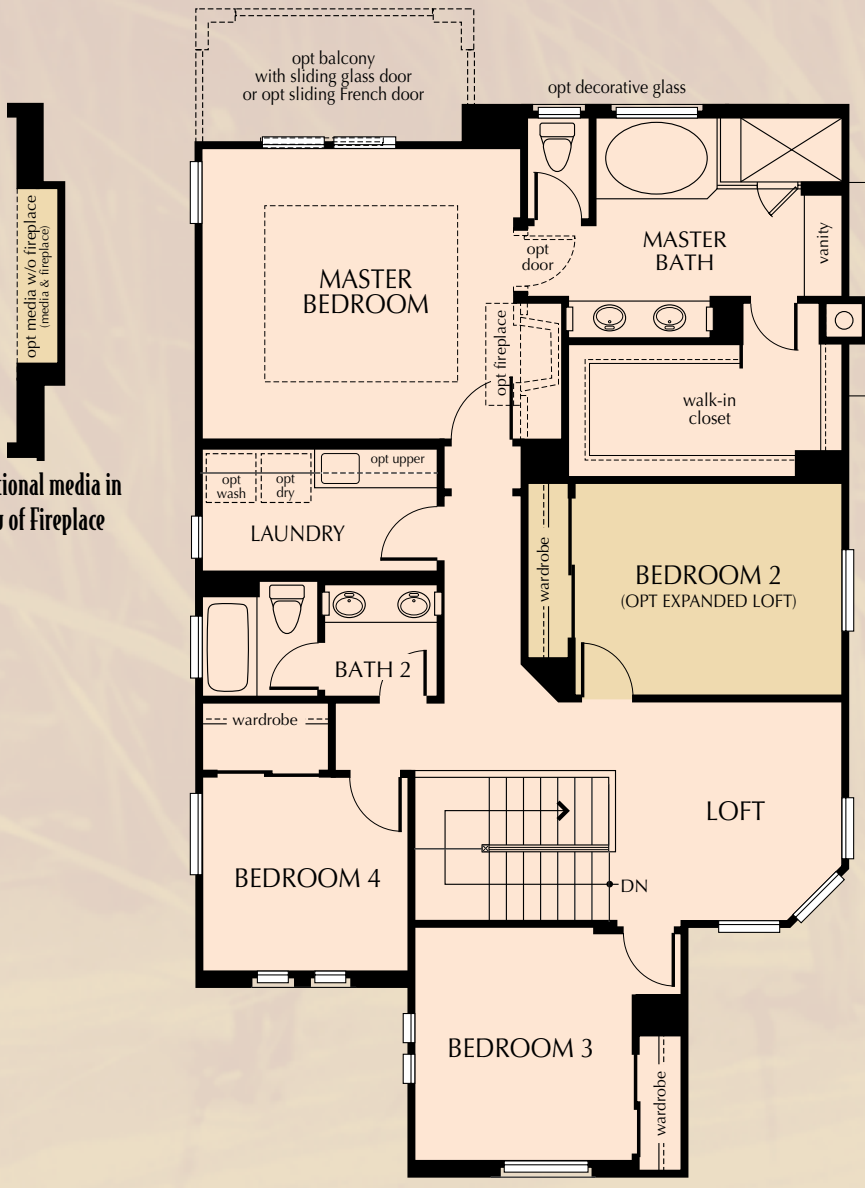 opt balcony
with sliding glass door
or opt sliding French door
opt decorative glass
opt media w/o fireplace
(media & fireplace)
tional media in
of Fireplace
MASTER
BEDROOM
opt
door
MASTER
BATH
vanity
opt fireplace
walk-in
closet
opt
wash
opt
dry
opt upper
LAUNDRY
wardrobe
BEDROOM 2
(OPT EXPANDED LOFT)
BATH 2
wardrobe
LOFT
BEDROOM 4
DN
BEDROOM 3
wardrobe